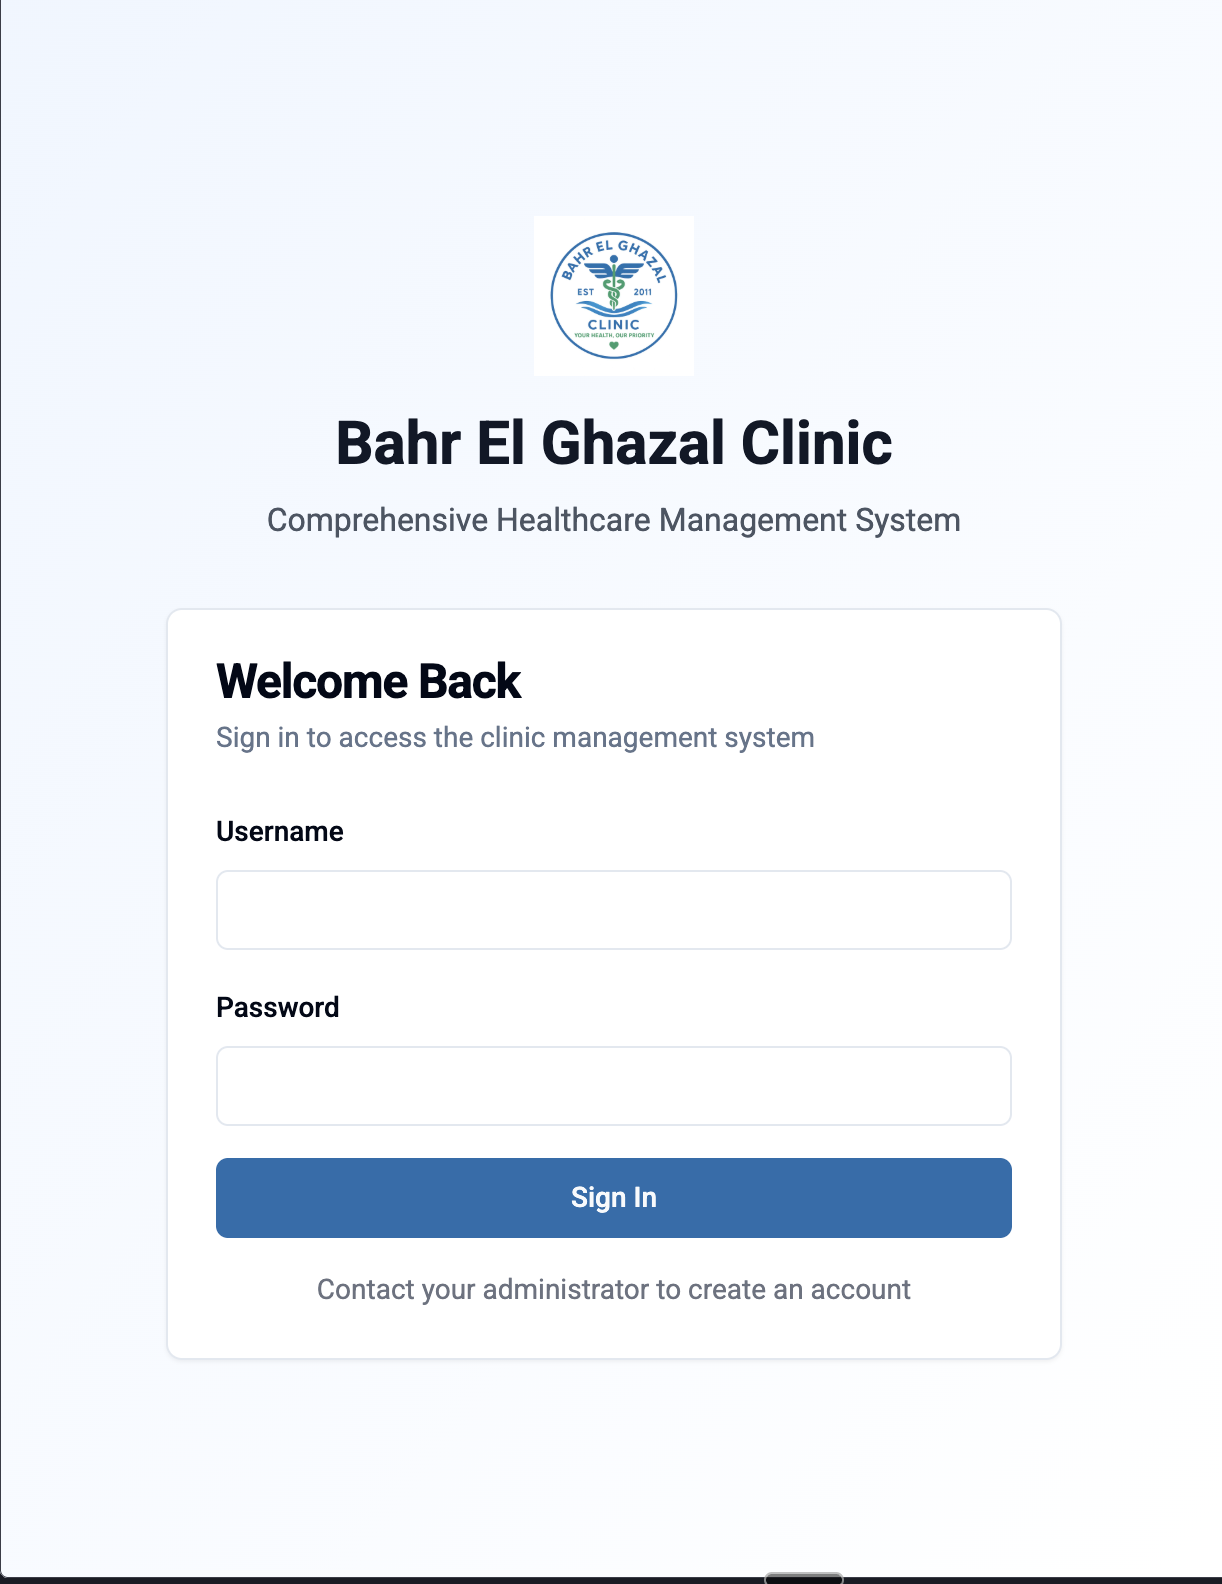 BAHR EL GHAZAL
EST 2011
CLINIC
YOUR HEALTH, OUR PRIORITY
Bahr El Ghazal Clinic
Comprehensive Healthcare Management System
Welcome Back
Sign in to access the clinic management system
Username
Password
Sign In
Contact your administrator to create an account